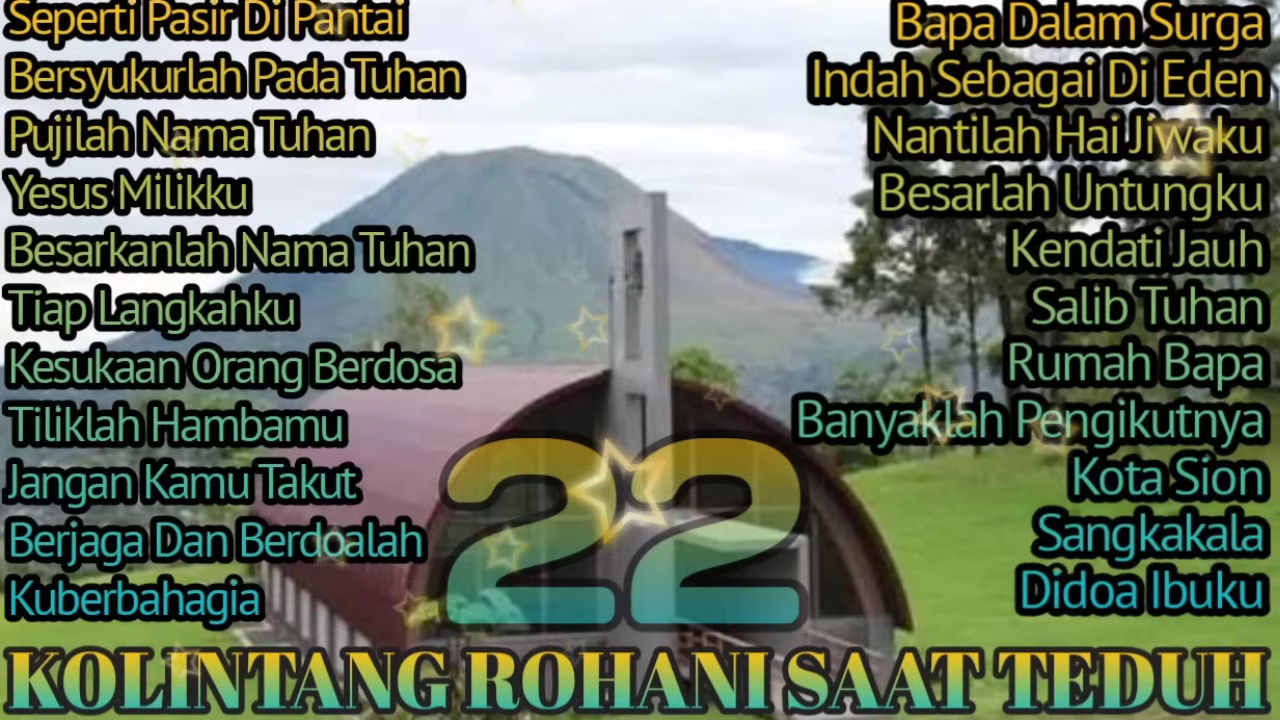 Seperti Pasir Di Pantai
Bersyukurlah Pada Tuhan
Pujilah Nama Tuhan
Yesus Milikku
Besarkanlah Nama Tuhan
Tiap Langkahku
Kesukaan Orang Berdosa
Tiliklah Hambamu
Jangan Kamu Takut
Berjaga Dan Berdoalah
Kuberbahagia
Bapa Dalam Surga
Indah Sebagai Di Eden
Nantilah Hai Jiwaku
Besarlah Untungku
Kendati Jauh
Salib Tuhan
Rumah Bapa
Banyaklah Pengikutnya
Kota Sion
Sangkakala
Didoa Ibuku
22
KOLINTANG ROHANI SAAT TEDUH